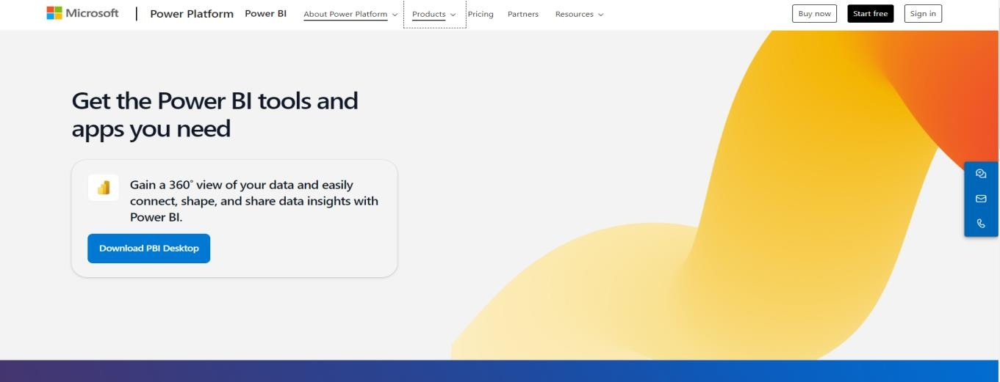 Microsoft Power Platform Power BI About Power Platform Products Pricing Partners Resources Buy now Start free Sign in
Get the Power BI tools and
apps you need
Gain a 360° view of your data and easily
connect, shape, and share data insights with
Power BI.
Download PBI Desktop